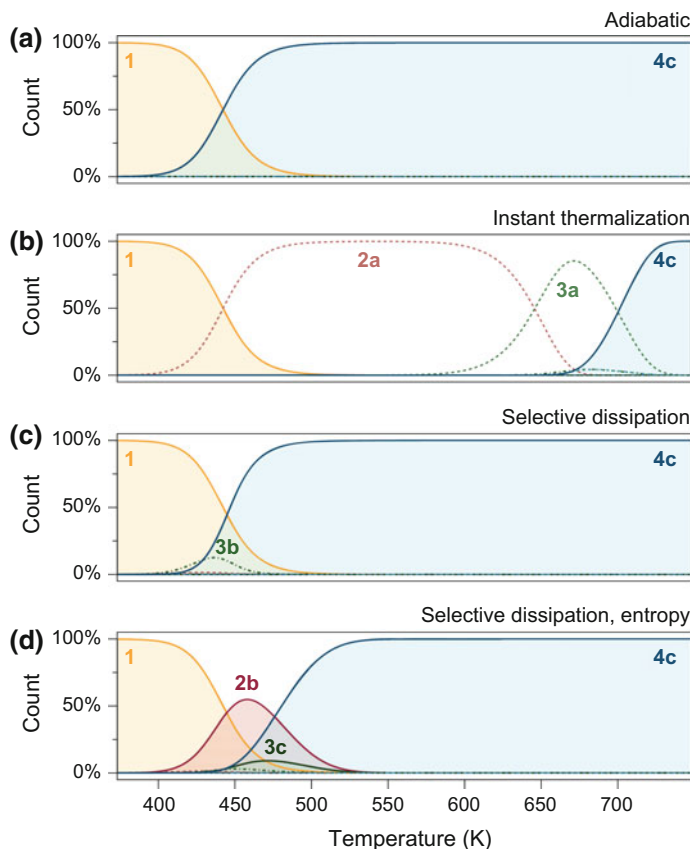 Adiabatic
(a)
100%
1
4c
50%
0%
Count
Instant thermalization
(b)
100%
1
2a
4c
3a
50%
0%
Count
Selective dissipation
(c)
100%
1
4c
50%
3b
0%
Count
Selective dissipation, entropy
(d)
100%
1
4c
2b
50%
3c
0%
Count
400 450 500 550 600 650 700
Temperature (K)